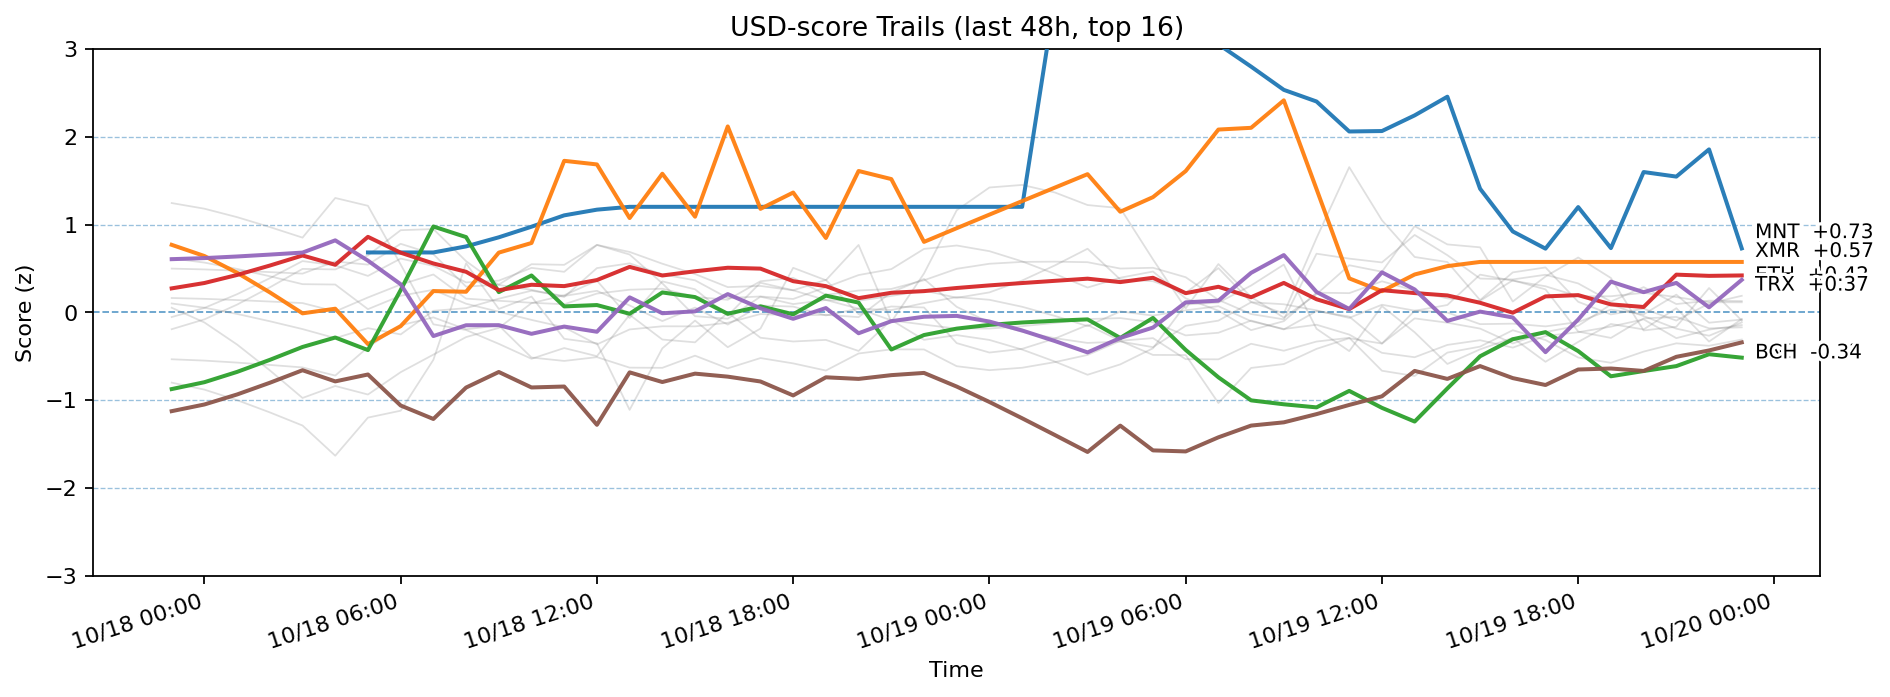 USD-score Trails (last 48h, top 16)
Score (z)
3
2
1
0
−1
−2
−3
MNT +0.73
XMR +0.57
TRX +0.37
BCH -0.34
10/18 00:00
10/18 06:00
10/18 12:00
10/18 18:00
10/19 00:00
10/19 06:00
10/19 12:00
10/19 18:00
10/20 00:00
Time